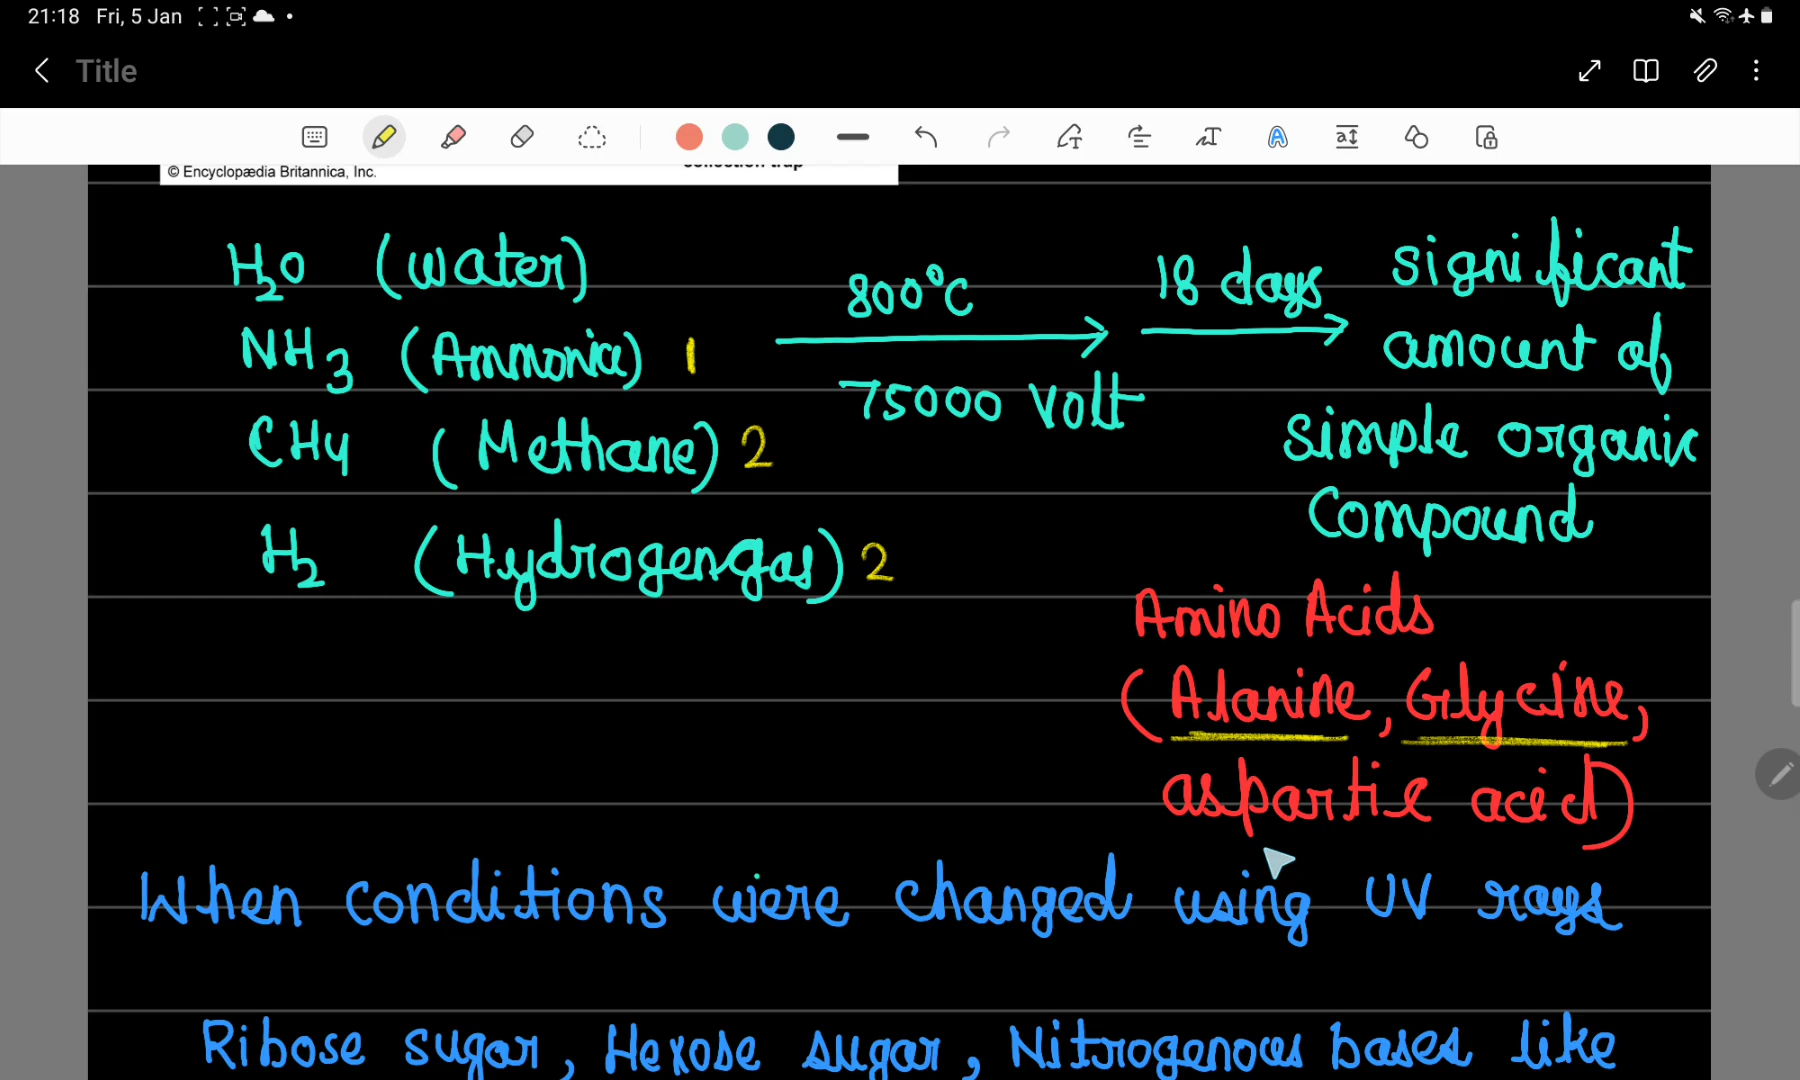 21:18 Fri, 5 Jan
Title
© Encyclopædia Britannica, Inc.
collection trap
H2O (water)
NH3 (Ammonia) 1
CH4 (Methane) 2
H2 (Hydrogen gas) 2
800°C
75000 Volt
18 days
significant
amount of
simple organic
Compound
Amino Acids
(Alanine, Glycine,
aspartic acid)
When conditions were changed using UV rays
Ribose sugar, Hexose sugar, Nitrogenous bases like